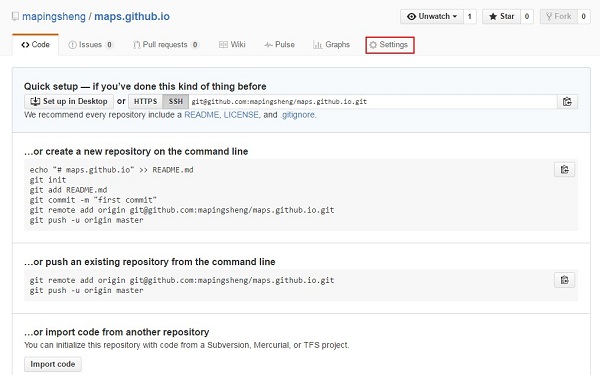 mapingsheng / maps.github.io
Unwatch 1 Star 0 Fork 0
Code Issues 0 Pull requests 0 Wiki Pulse Graphs Settings
Quick setup — if you've done this kind of thing before
Set up in Desktop or HTTPS SSH git@github.com:mapingsheng/maps.github.io.git
We recommend every repository include a README, LICENSE, and .gitignore.
…or create a new repository on the command line
echo "# maps.github.io" >> README.md
git init
git add README.md
git commit -m "first commit"
git remote add origin git@github.com:mapingsheng/maps.github.io.git
git push -u origin master
…or push an existing repository from the command line
git remote add origin git@github.com:mapingsheng/maps.github.io.git
git push -u origin master
…or import code from another repository
You can initialize this repository with code from a Subversion, Mercurial, or TFS project.
Import code